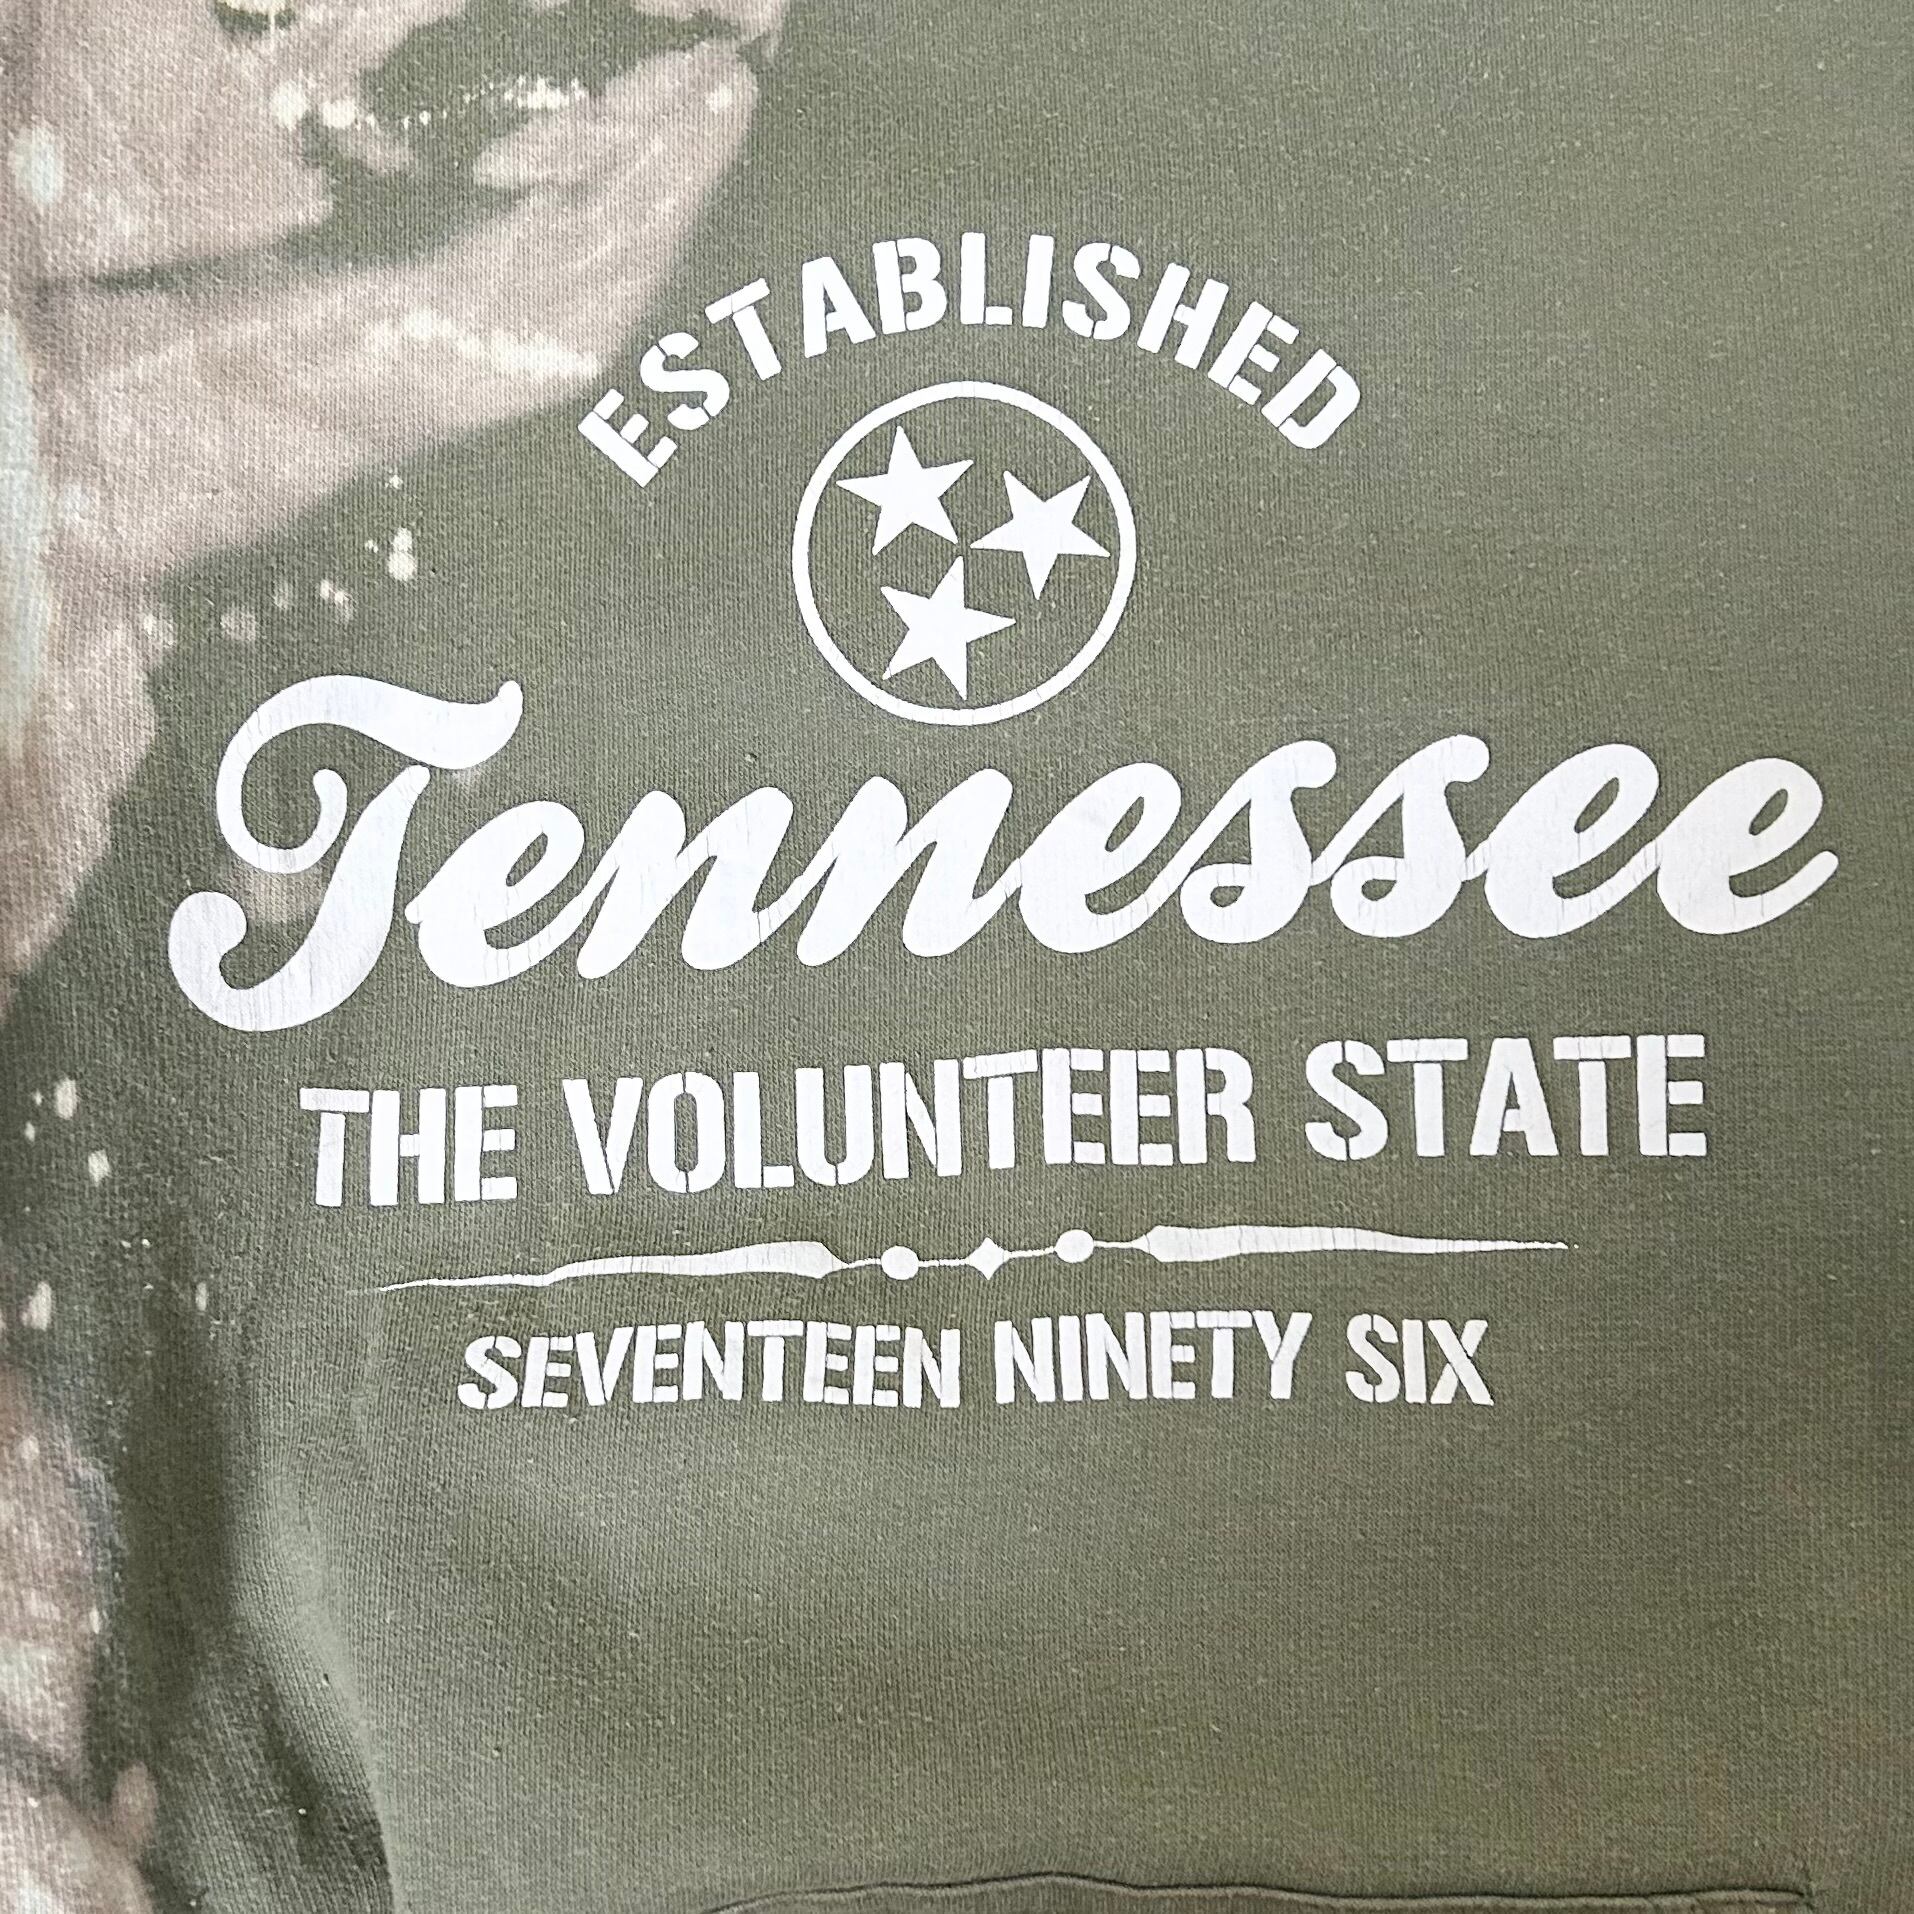 ESTABLISHED
Tennessee
THE VOLUNTEER STATE
SEVENTEEN NINETY SIX